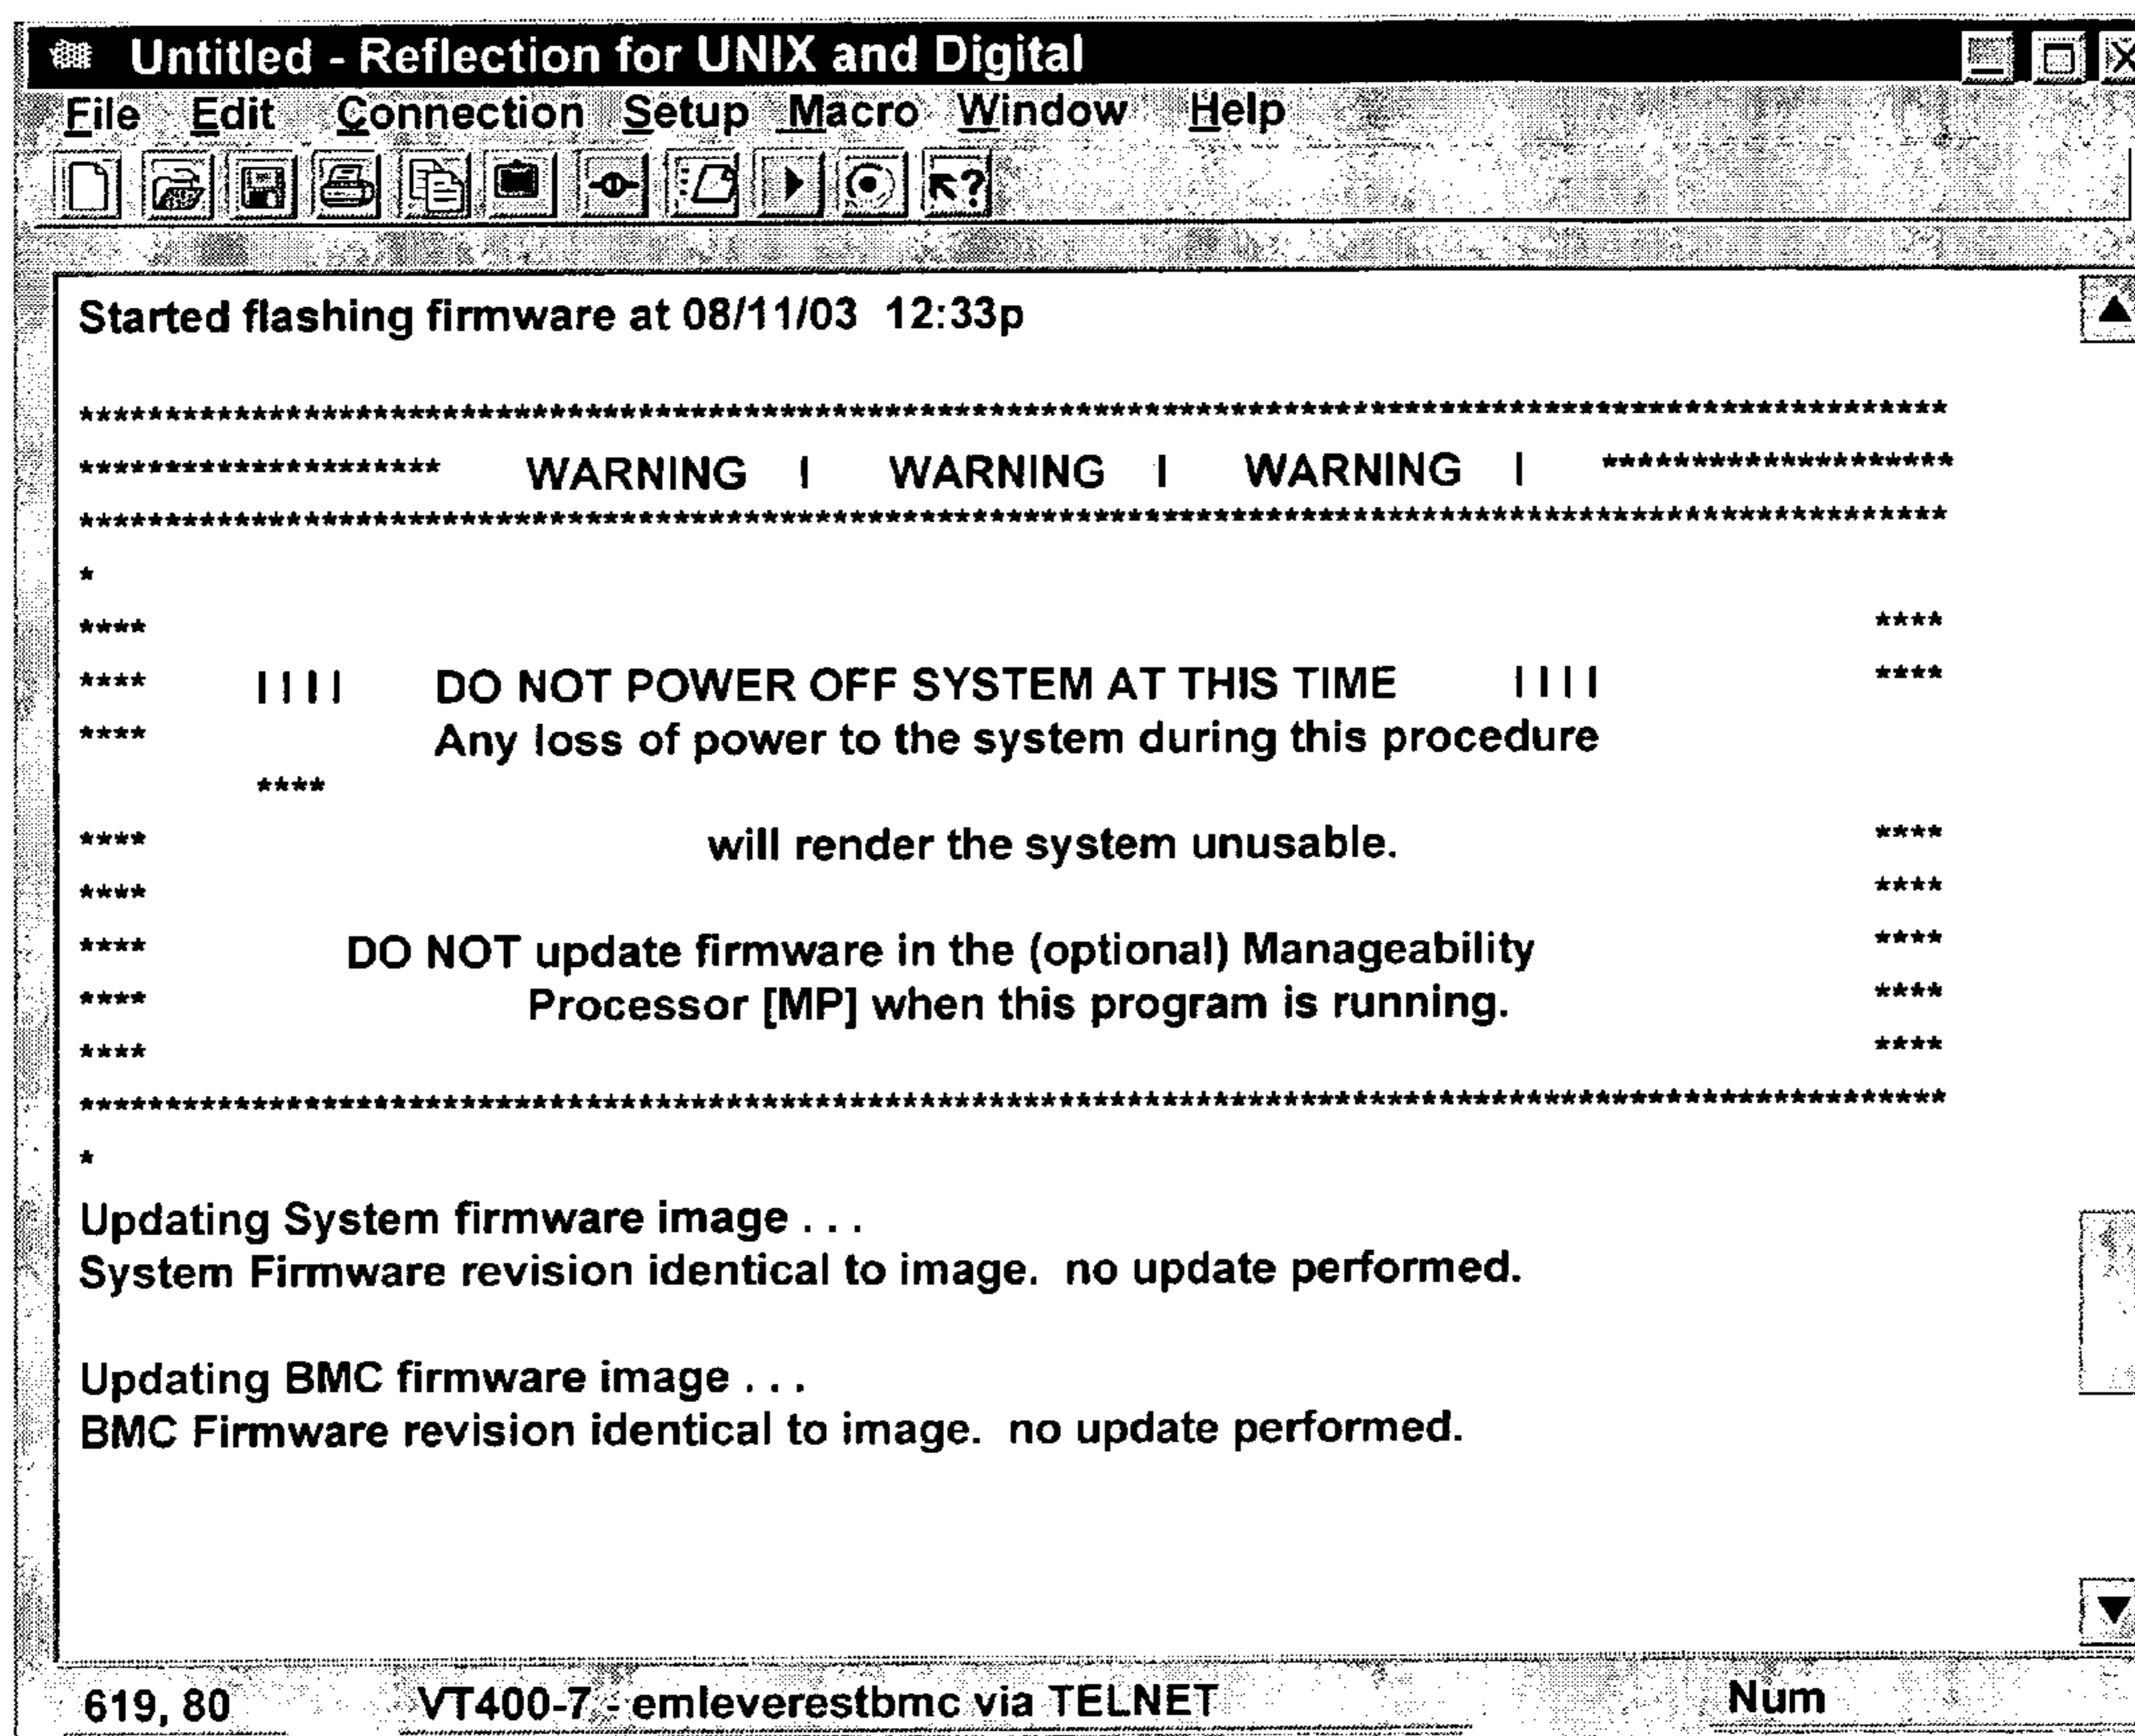 Untitled - Reflection for UNIX and Digital
File Edit Connection Setup Macro Window Help
Started flashing firmware at 08/11/03 12:33p
*********************************************************************************************************
********************* WARNING | WARNING | WARNING | ********************
*********************************************************************************************************
*
**** ****
**** |||| DO NOT POWER OFF SYSTEM AT THIS TIME |||| ****
**** Any loss of power to the system during this procedure
****
**** will render the system unusable. ****
**** ****
**** DO NOT update firmware in the (optional) Manageability ****
**** Processor [MP] when this program is running. ****
**** ****
*********************************************************************************************************
*
Updating System firmware image . . .
System Firmware revision identical to image. no update performed.
Updating BMC firmware image . . .
BMC Firmware revision identical to image. no update performed.
619, 80 VT400-7 - emleverestbmc via TELNET Num